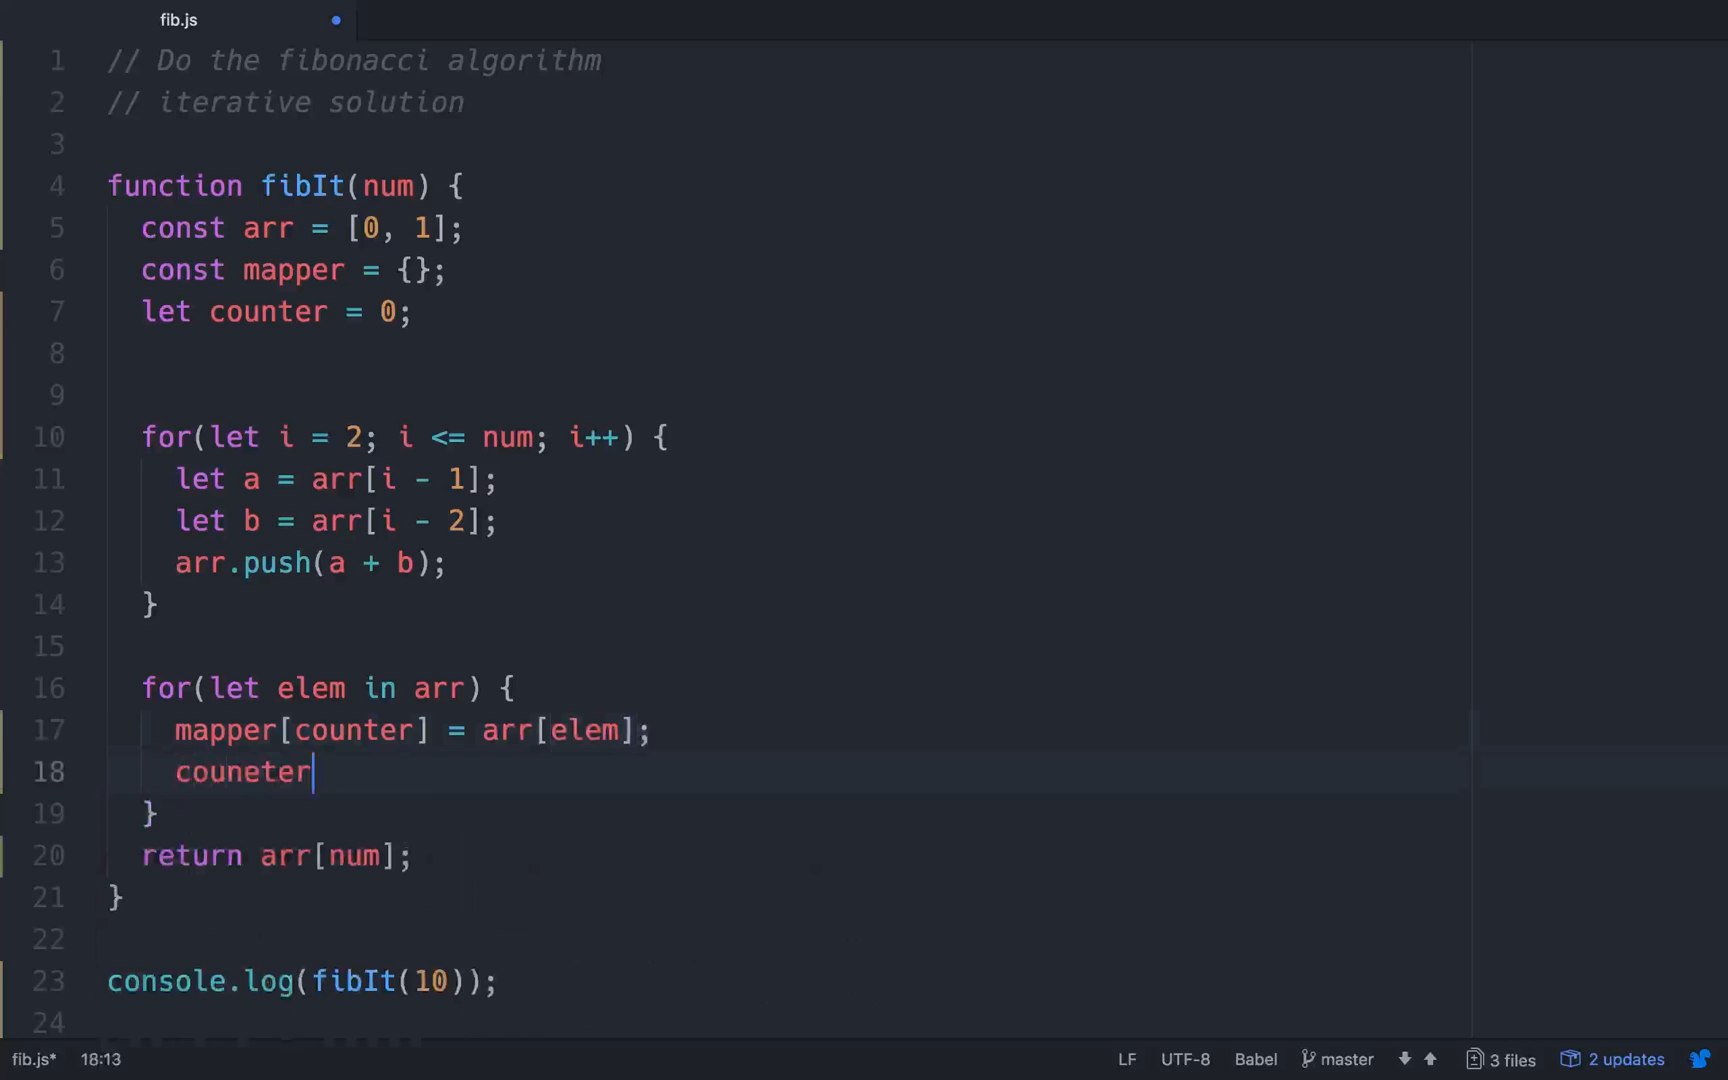 fib.js
1 // Do the fibonacci algorithm
2 // iterative solution
3
4 function fibIt(num) {
5 const arr = [0, 1];
6 const mapper = {};
7 let counter = 0;
8
9
10 for(let i = 2; i <= num; i++) {
11 let a = arr[i - 1];
12 let b = arr[i - 2];
13 arr.push(a + b);
14 }
15
16 for(let elem in arr) {
17 mapper[counter] = arr[elem];
18 couneter
19 }
20 return arr[num];
21 }
22
23 console.log(fibIt(10));
24
fib.js* 18:13 LF UTF-8 Babel master 3 files 2 updates